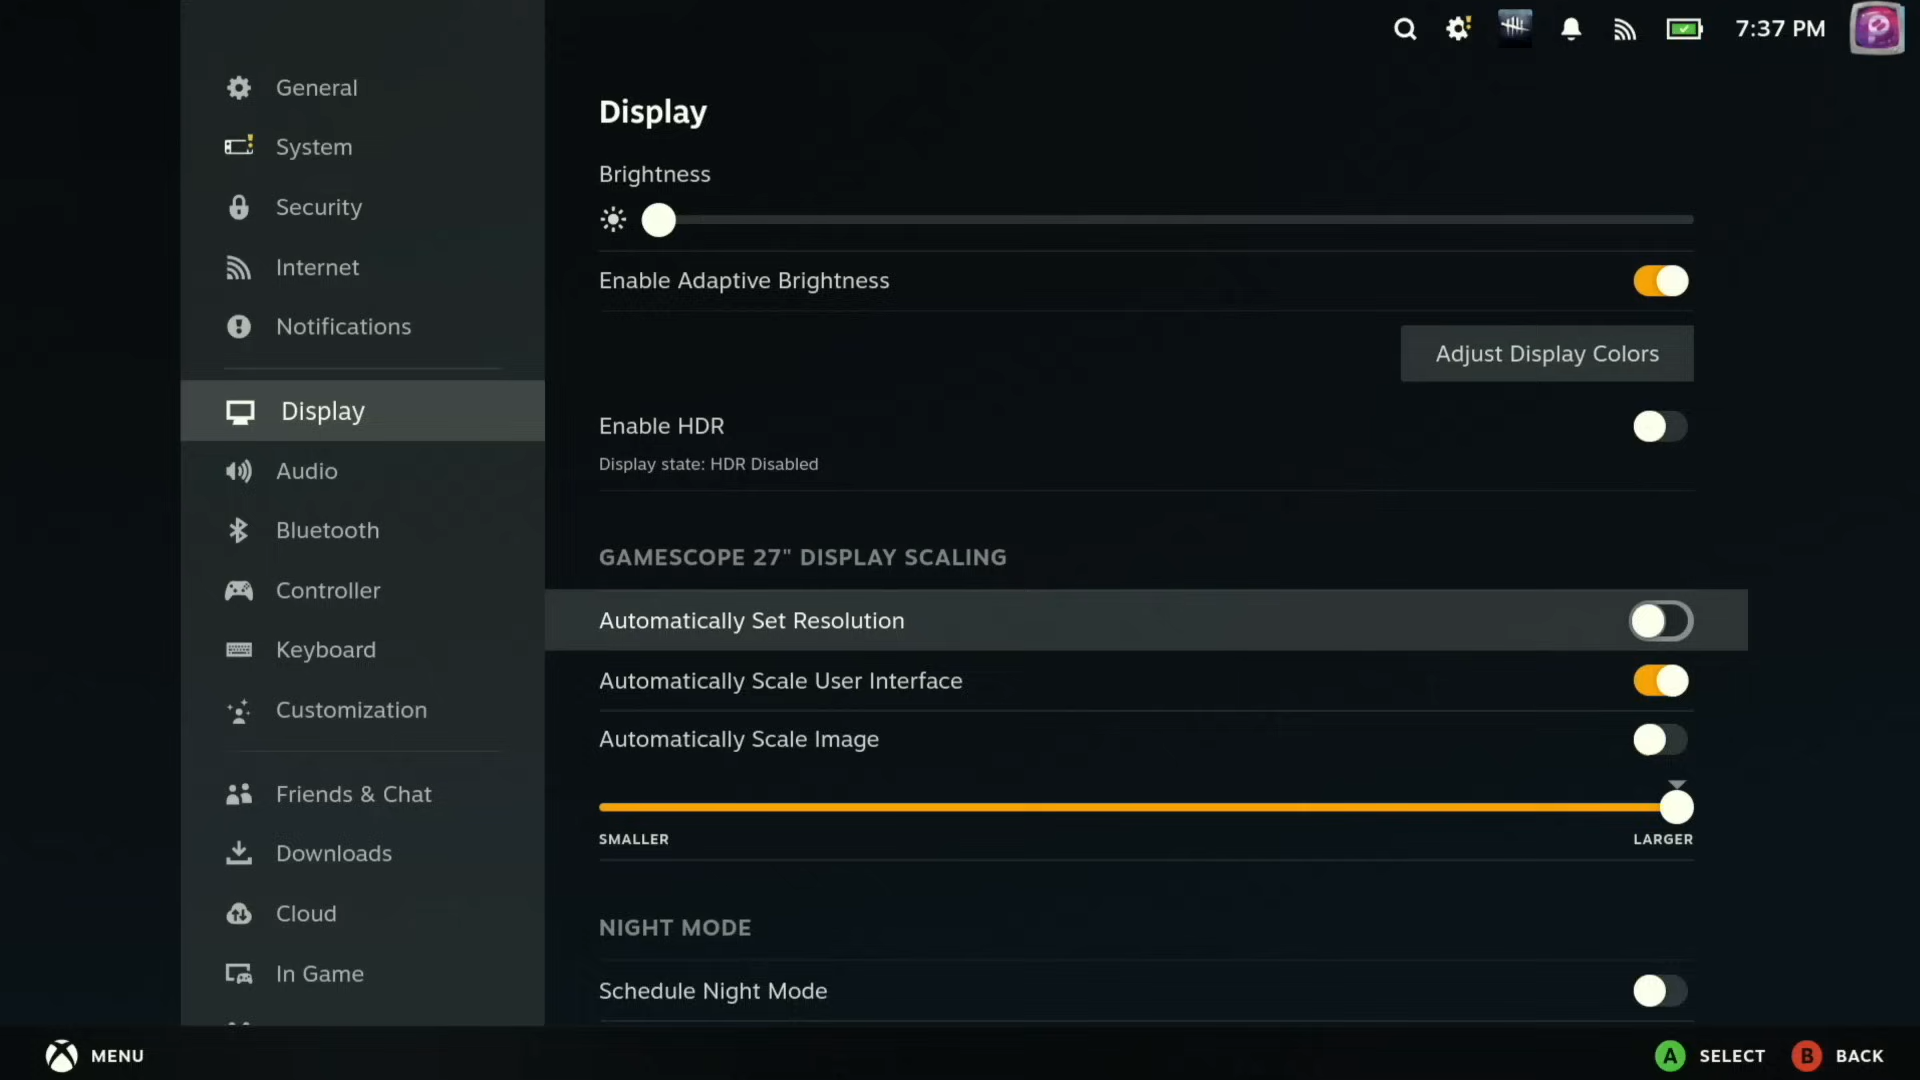 7:37 PM
General
System
Security
Internet
Notifications
Display
Audio
Bluetooth
Controller
Keyboard
Customization
Friends & Chat
Downloads
Cloud
In Game
Display
Brightness
Enable Adaptive Brightness
Adjust Display Colors
Enable HDR
Display state: HDR Disabled
GAMESCOPE 27" DISPLAY SCALING
Automatically Set Resolution
Automatically Scale User Interface
Automatically Scale Image
SMALLER
LARGER
NIGHT MODE
Schedule Night Mode
MENU
A SELECT
B BACK